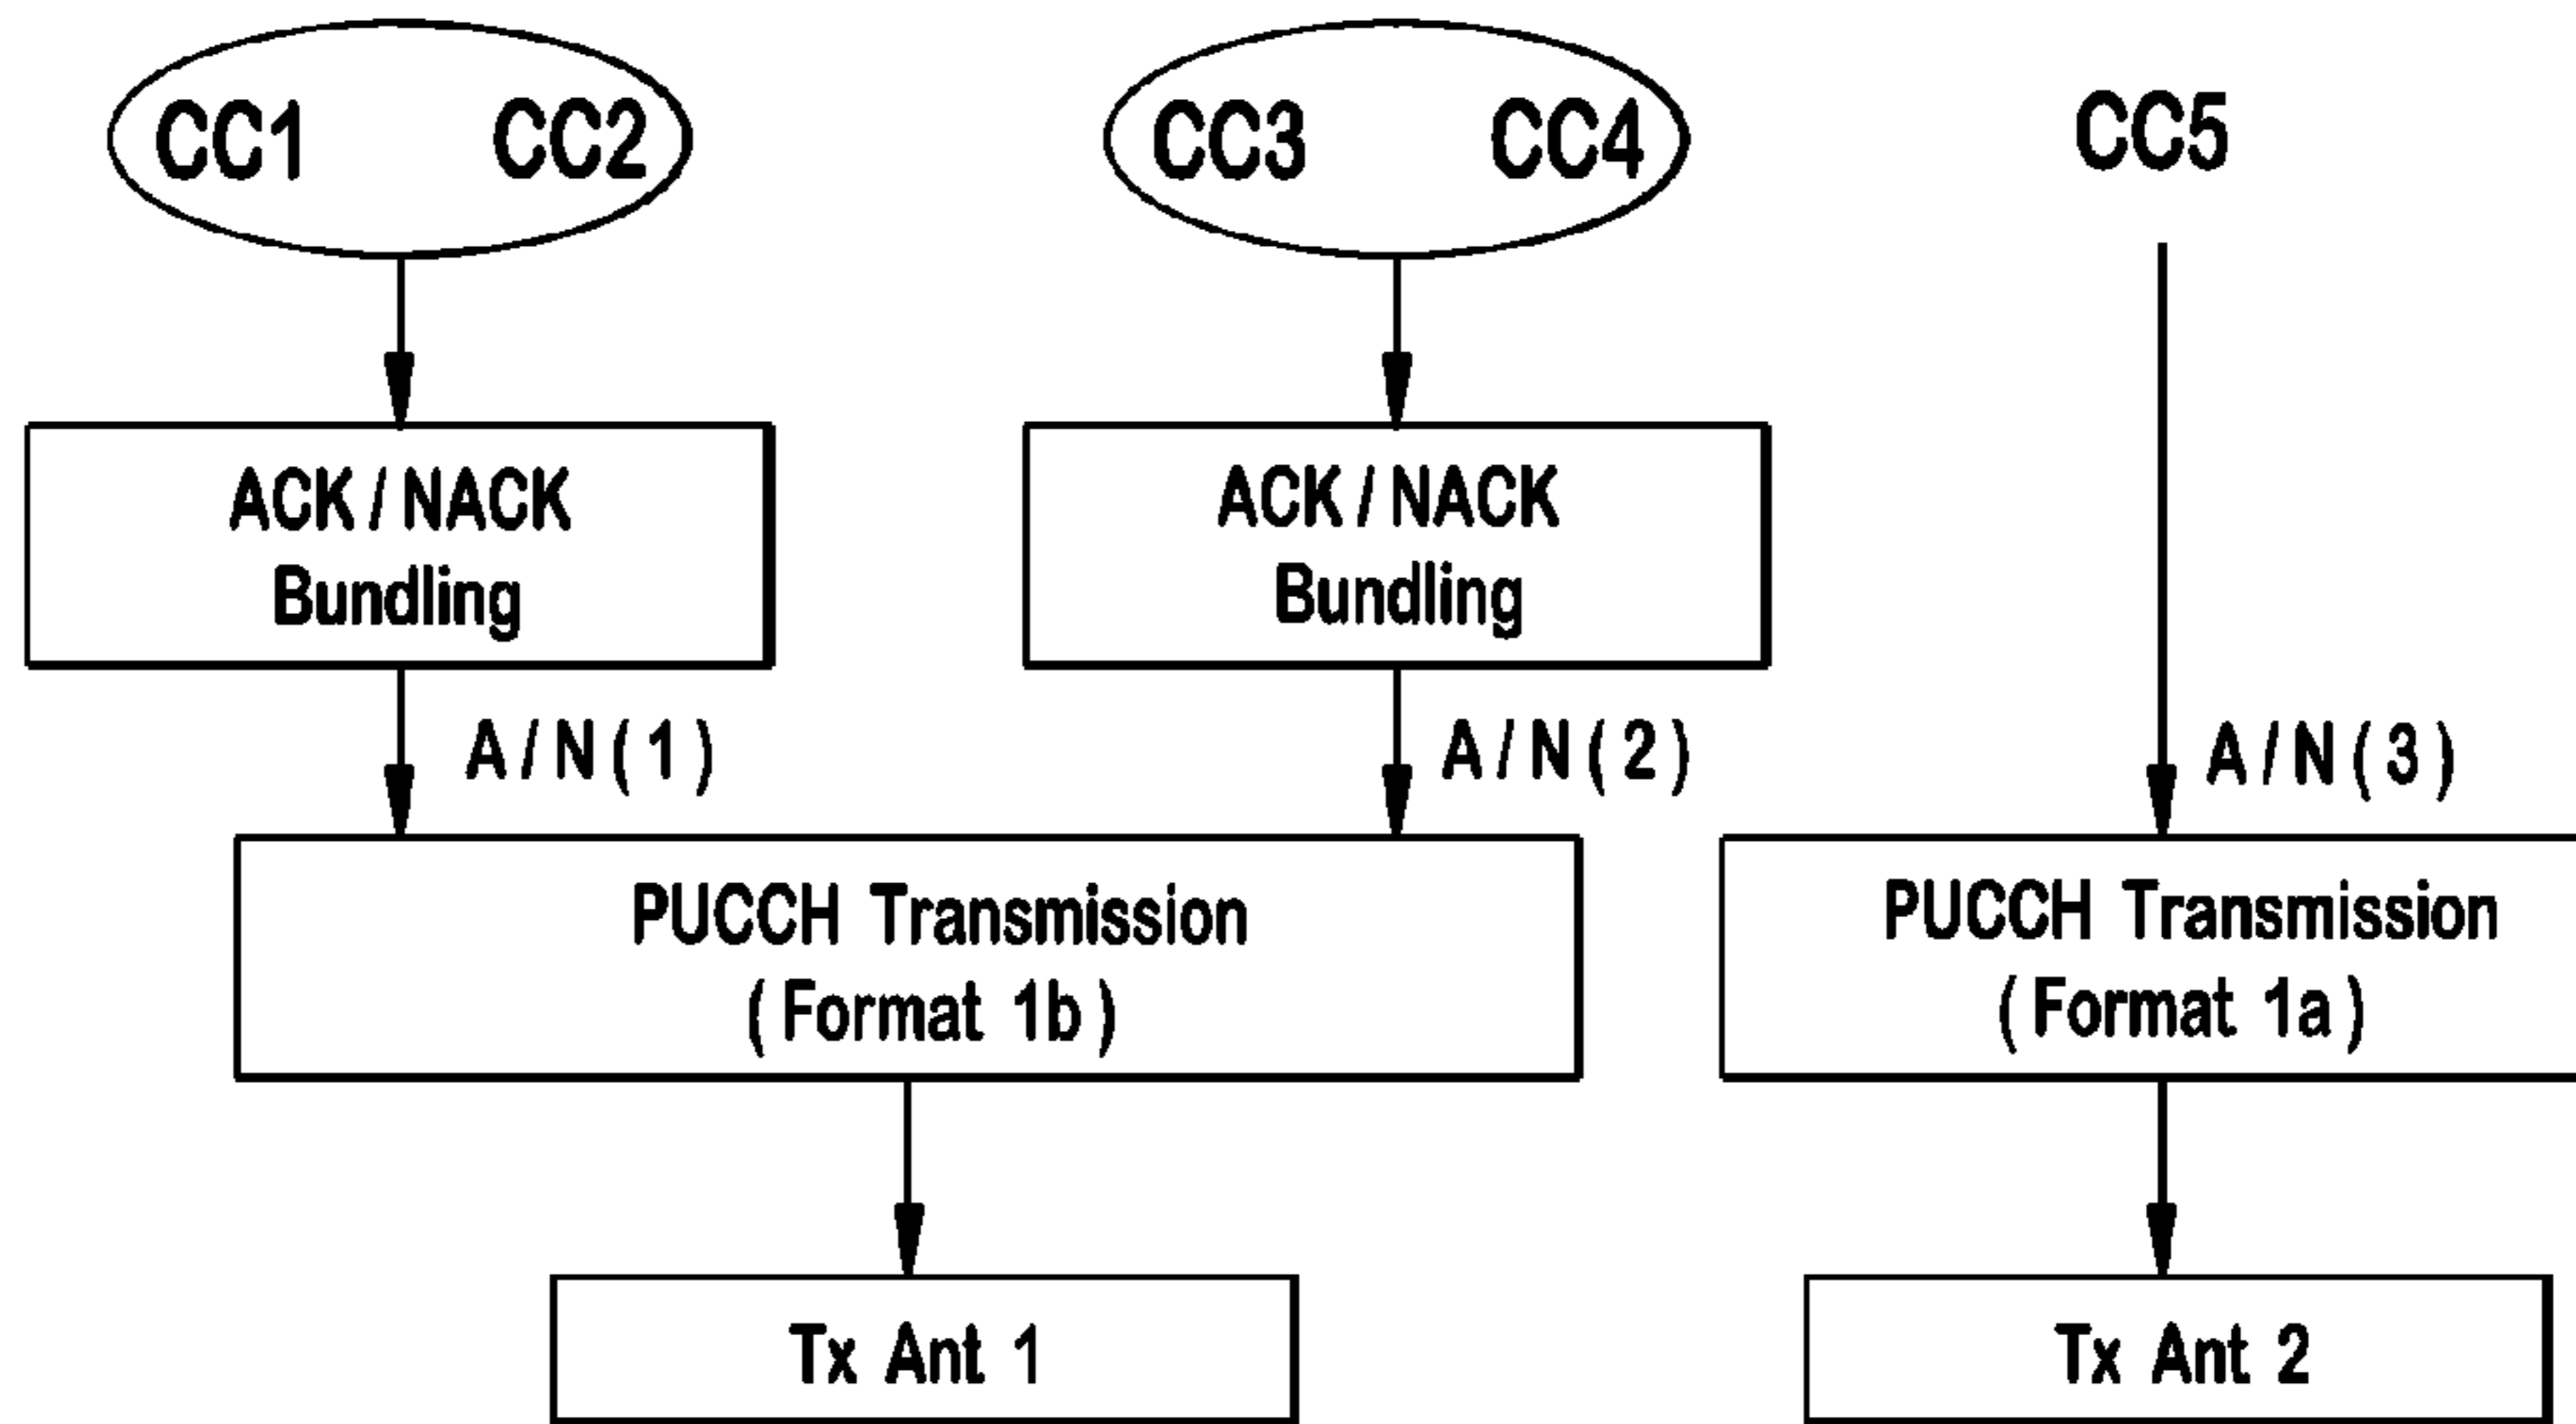 CC1 CC2 CC3 CC4 CC5
ACK / NACK
Bundling
ACK / NACK
Bundling
A / N ( 1 )
A / N ( 2 )
A / N ( 3 )
PUCCH Transmission
( Format 1b )
PUCCH Transmission
( Format 1a )
Tx Ant 1
Tx Ant 2